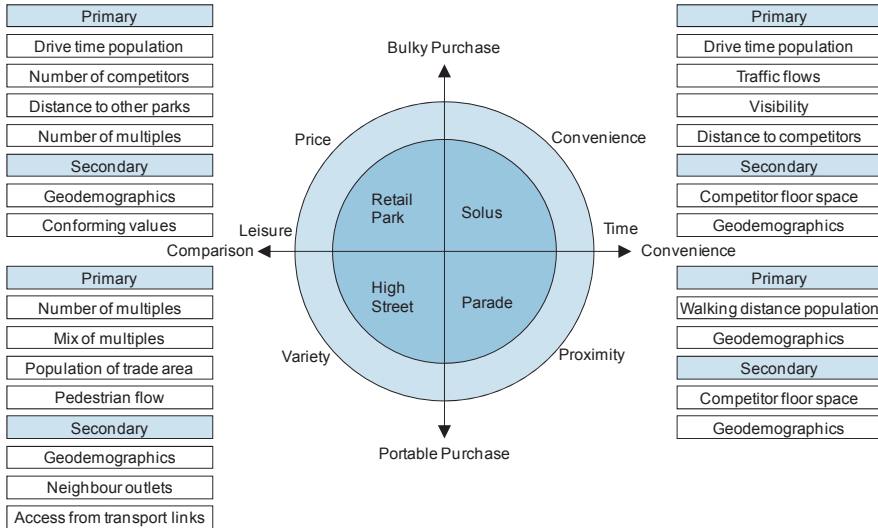 Primary
Drive time population
Number of competitors
Distance to other parks
Number of multiples
Secondary
Geodemographics
Conforming values
Primary
Number of multiples
Mix of multiples
Population of trade area
Pedestrian flow
Secondary
Geodemographics
Neighbour outlets
Access from transport links
Bulky Purchase
Price
Convenience
Retail
Park
Solus
Leisure
Time
Comparison
Convenience
High
Street
Parade
Variety
Proximity
Portable Purchase
Primary
Drive time population
Traffic flows
Visibility
Distance to competitors
Secondary
Competitor floor space
Geodemographics
Primary
Walking distance population
Geodemographics
Secondary
Competitor floor space
Geodemographics